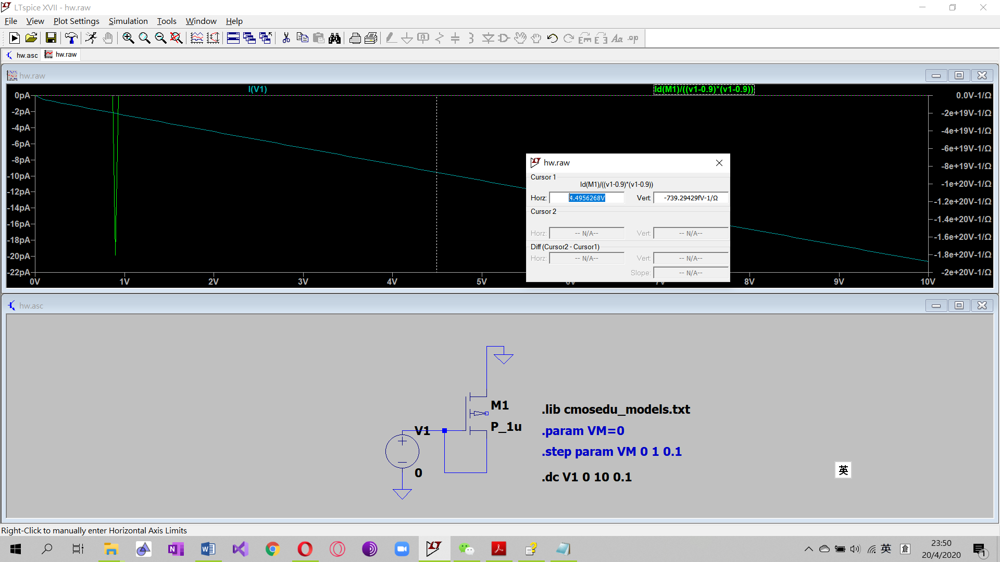 LTspice XVII - hw.raw
File View Plot Settings Simulation Tools Window Help
hw.asc hw.raw
hw.raw
I(V1) Id(M1)/((v1-0.9)*(v1-0.9))
0pA 0.0V-1/Ω
-2pA -2e+19V-1/Ω
-4pA -4e+19V-1/Ω
-6pA -6e+19V-1/Ω
-8pA -8e+19V-1/Ω
-10pA -1e+20V-1/Ω
-12pA -1.2e+20V-1/Ω
-14pA -1.4e+20V-1/Ω
-16pA -1.6e+20V-1/Ω
-18pA -1.8e+20V-1/Ω
-20pA -2e+20V-1/Ω
-22pA
0V 1V 2V 3V 4V 5V 8V 9V 10V
hw.raw
Cursor 1
Id(M1)/((v1-0.9)*(v1-0.9))
Horz: 4.4956268V Vert: -739.29429fV-1/Ω
Cursor 2
Horz: -- N/A-- Vert: -- N/A--
Diff (Cursor2 - Cursor1)
Horz: -- N/A-- Vert: -- N/A--
Slope: -- N/A--
hw.asc
M1
P_1u
V1
0
.lib cmosedu_models.txt
.param VM=0
.step param VM 0 1 0.1
.dc V1 0 10 0.1
英
Right-Click to manually enter Horizontal Axis Limits
英 倉 23:50
20/4/2020
1